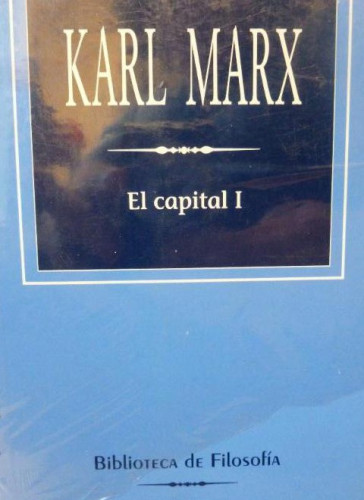 KARL MARX
El capital I
Biblioteca de Filosofía